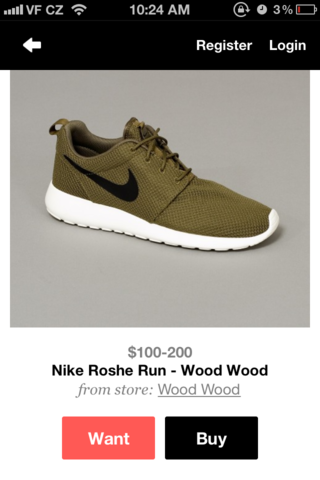 VF CZ 10:24 AM 3%
Register Login
$100-200
Nike Roshe Run - Wood Wood
from store: Wood Wood
Want Buy